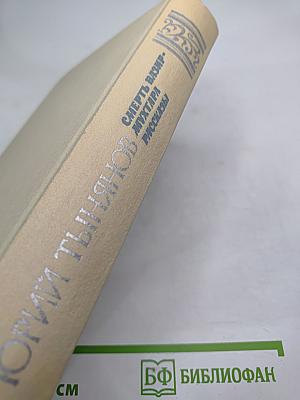 ЮРИЙ ТЫНЯНОВ
СМЕРТЬ ВАЗИР-
МУХТАРА
РАССКАЗЫ
СМ
БФ БИБЛИОФАН